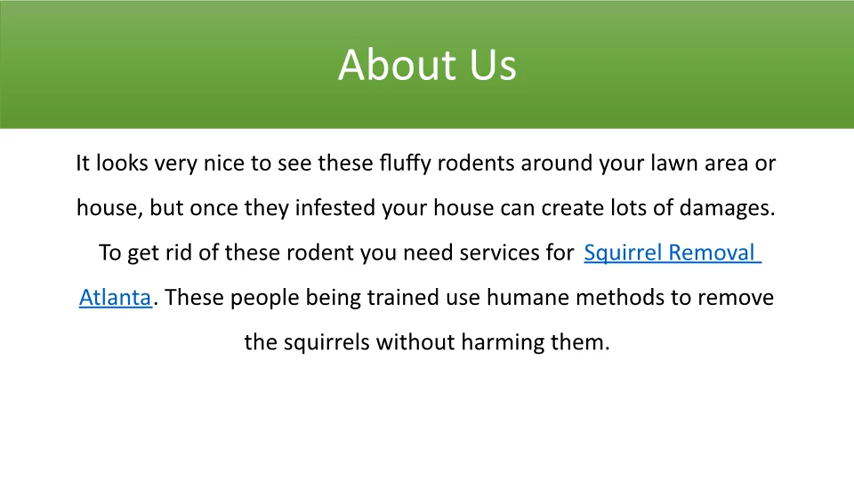 About Us
It looks very nice to see these fluffy rodents around your lawn area or
house, but once they infested your house can create lots of damages.
To get rid of these rodent you need services for Squirrel Removal
Atlanta. These people being trained use humane methods to remove
the squirrels without harming them.